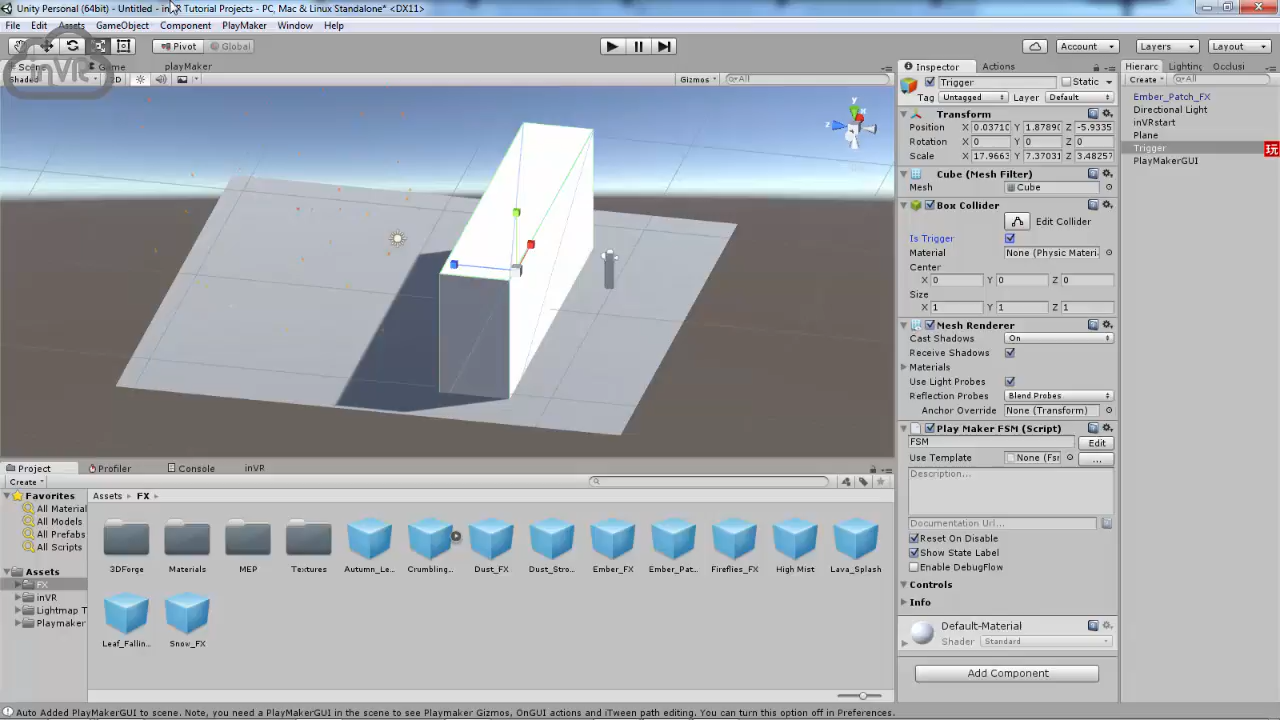 Unity Personal (64bit) - Untitled - inVR Tutorial Projects - PC, Mac & Linux Standalone* <DX11>
File Edit Assets GameObject Component PlayMaker Window Help
Pivot Global Account Layers Layout
inVR
Scene Game playMaker
Shaded 2D Gizmos All
y
z
Inspector Actions
Trigger Static
Tag Untagged Layer Default
Transform
Position X 0.0371 Y 1.8789 Z -5.9335
Rotation X 0 Y 0 Z 0
Scale X 17.966 Y 7.3703 Z 3.4825
Cube (Mesh Filter)
Mesh Cube
Box Collider
Edit Collider
Is Trigger
Material None (Physic Materi
Center
X 0 Y 0 Z 0
Size
X 1 Y 1 Z 1
Mesh Renderer
Cast Shadows On
Receive Shadows
Materials
Use Light Probes
Reflection Probes Blend Probes
Anchor Override None (Transform)
Play Maker FSM (Script)
FSM Edit
Use Template None (Fsr ...
Description...
Documentation Url...
Reset On Disable
Show State Label
Enable DebugFlow
Controls
Info
Default-Material
Shader Standard
Add Component
Hierarc Lighting Occlusi
Create All
Ember_Patch_FX
Directional Light
inVRstart
Plane
Trigger 玩
PlayMakerGUI
Project Profiler Console inVR
Create
Favorites
All Material
All Models
All Prefabs
All Scripts
Assets
FX
inVR
Lightmap T
Playmaker
Assets FX
3DForge Materials MEP Textures Autumn_Le... Crumbling... Dust_FX Dust_Stro... Ember_FX Ember_Pat... Fireflies_FX High Mist Lava_Splash
Leaf_Fallin... Snow_FX
Auto Added PlayMakerGUI to scene. Note, you need a PlayMakerGUI in the scene to see Playmaker Gizmos, OnGUI actions and iTween path editing. You can turn this option off in Preferences.